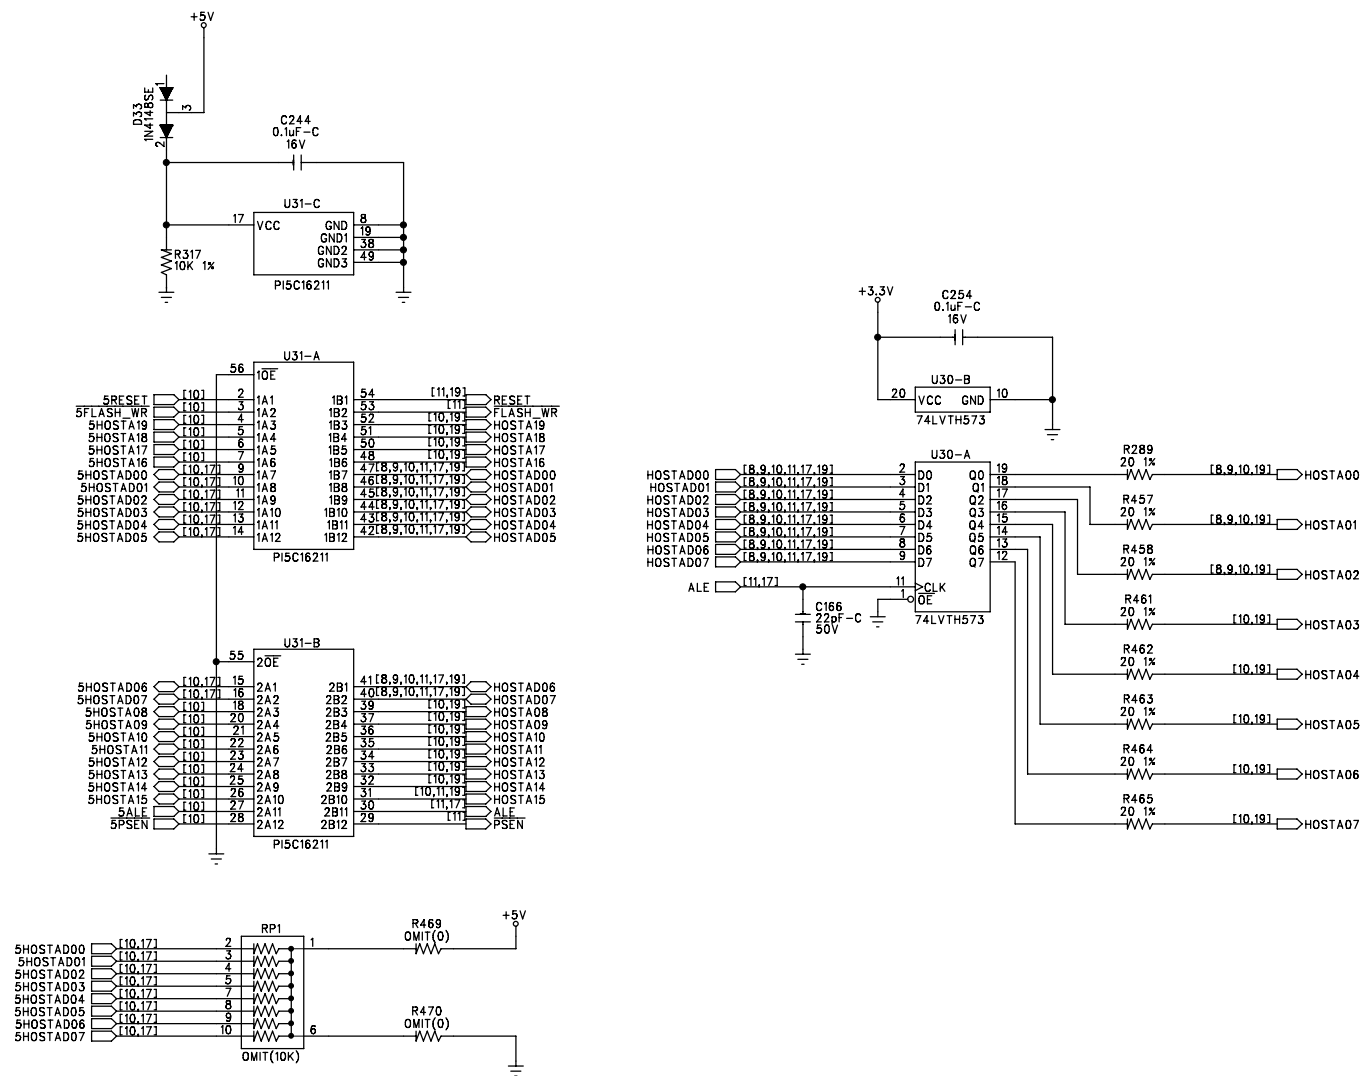 +5V
D33
1N4148SE
1
3
2
C244
0.1uF-C
16V
U31-C
17 VCC GND 8
GND1 19
GND2 38
GND3 49
PI5C16211
R317
10K 1%
U31-A
56 1OE
5RESET [10] 2 1A1 1B1 54 [11,19] RESET
5FLASH_WR [10] 3 1A2 1B2 53 [11] FLASH_WR
5HOSTA19 [10] 4 1A3 1B3 52 [10,19] HOSTA19
5HOSTA18 [10] 5 1A4 1B4 51 [10,19] HOSTA18
5HOSTA17 [10] 6 1A5 1B5 50 [10,19] HOSTA17
5HOSTA16 [10] 7 1A6 1B6 48 [10,19] HOSTA16
5HOSTAD00 [10,17] 9 1A7 1B7 47 [8,9,10,11,17,19] HOSTAD00
5HOSTAD01 [10,17] 10 1A8 1B8 46 [8,9,10,11,17,19] HOSTAD01
5HOSTAD02 [10,17] 11 1A9 1B9 45 [8,9,10,11,17,19] HOSTAD02
5HOSTAD03 [10,17] 12 1A10 1B10 44 [8,9,10,11,17,19] HOSTAD03
5HOSTAD04 [10,17] 13 1A11 1B11 43 [8,9,10,11,17,19] HOSTAD04
5HOSTAD05 [10,17] 14 1A12 1B12 42 [8,9,10,11,17,19] HOSTAD05
PI5C16211
U31-B
55 2OE
5HOSTAD06 [10,17] 15 2A1 2B1 41 [8,9,10,11,17,19] HOSTAD06
5HOSTAD07 [10,17] 16 2A2 2B2 40 [8,9,10,11,17,19] HOSTAD07
5HOSTA08 [10] 18 2A3 2B3 39 [10,19] HOSTA08
5HOSTA09 [10] 20 2A4 2B4 37 [10,19] HOSTA09
5HOSTA10 [10] 21 2A5 2B5 36 [10,19] HOSTA10
5HOSTA11 [10] 22 2A6 2B6 35 [10,19] HOSTA11
5HOSTA12 [10] 23 2A7 2B7 34 [10,19] HOSTA12
5HOSTA13 [10] 24 2A8 2B8 33 [10,19] HOSTA13
5HOSTA14 [10] 25 2A9 2B9 32 [10,19] HOSTA14
5HOSTA15 [10] 26 2A10 2B10 31 [10,11,19] HOSTA15
5ALE [10] 27 2A11 2B11 30 [11,17] ALE
5PSEN [10] 28 2A12 2B12 29 [11] PSEN
PI5C16211
RP1
5HOSTAD00 [10,17] 2 1
5HOSTAD01 [10,17] 3
5HOSTAD02 [10,17] 4
5HOSTAD03 [10,17] 5
5HOSTAD04 [10,17] 7
5HOSTAD05 [10,17] 8
5HOSTAD06 [10,17] 9
5HOSTAD07 [10,17] 10 6
OMIT(10K)
R469
OMIT(0)
+5V
R470
OMIT(0)
+3.3V
C254
0.1uF-C
16V
U30-B
20 VCC GND 10
74LVTH573
U30-A
HOSTAD00 [8,9,10,11,17,19] 2 D0 Q0 19
HOSTAD01 [8,9,10,11,17,19] 3 D1 Q1 18
HOSTAD02 [8,9,10,11,17,19] 4 D2 Q2 17
HOSTAD03 [8,9,10,11,17,19] 5 D3 Q3 16
HOSTAD04 [8,9,10,11,17,19] 6 D4 Q4 15
HOSTAD05 [8,9,10,11,17,19] 7 D5 Q5 14
HOSTAD06 [8,9,10,11,17,19] 8 D6 Q6 13
HOSTAD07 [8,9,10,11,17,19] 9 D7 Q7 12
ALE [11,17] 11 CLK
1 OE
74LVTH573
C166
22pF-C
50V
R289
20 1% [8,9,10,19] HOSTA00
R457
20 1% [8,9,10,19] HOSTA01
R458
20 1% [8,9,10,19] HOSTA02
R461
20 1% [10,19] HOSTA03
R462
20 1% [10,19] HOSTA04
R463
20 1% [10,19] HOSTA05
R464
20 1% [10,19] HOSTA06
R465
20 1% [10,19] HOSTA07